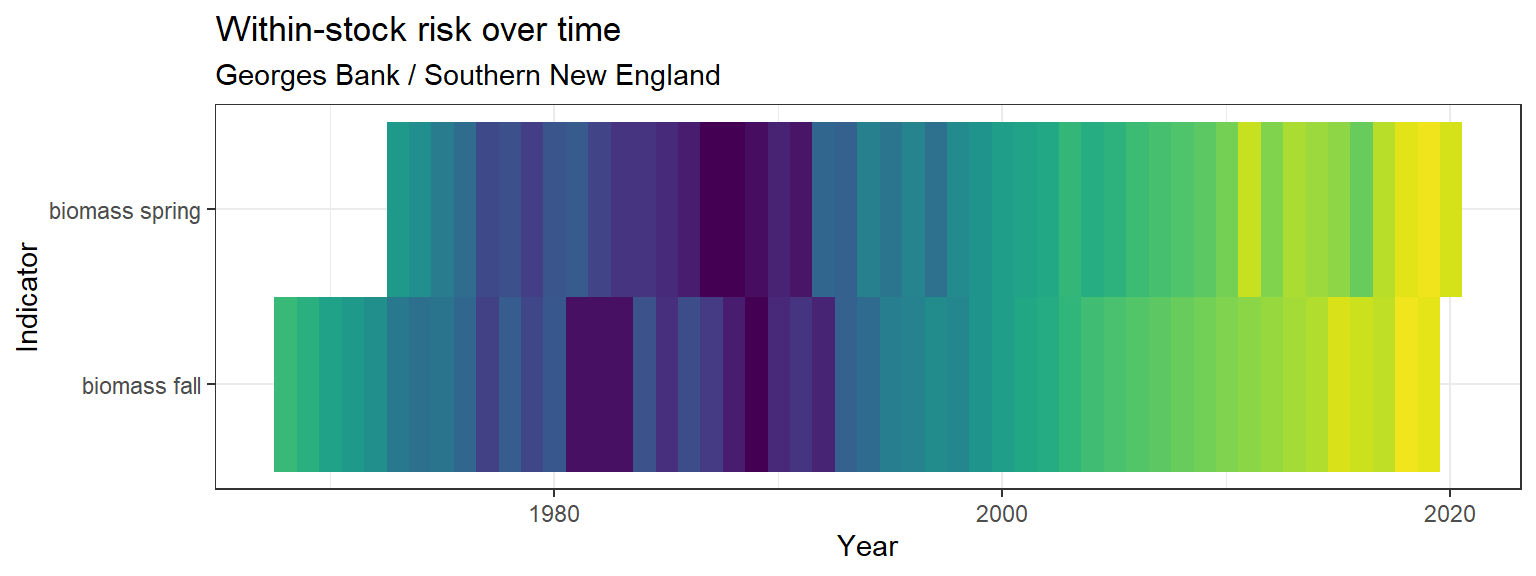 Within-stock risk over time
Georges Bank / Southern New England
Indicator
biomass spring
biomass fall
1980
2000
2020
Year